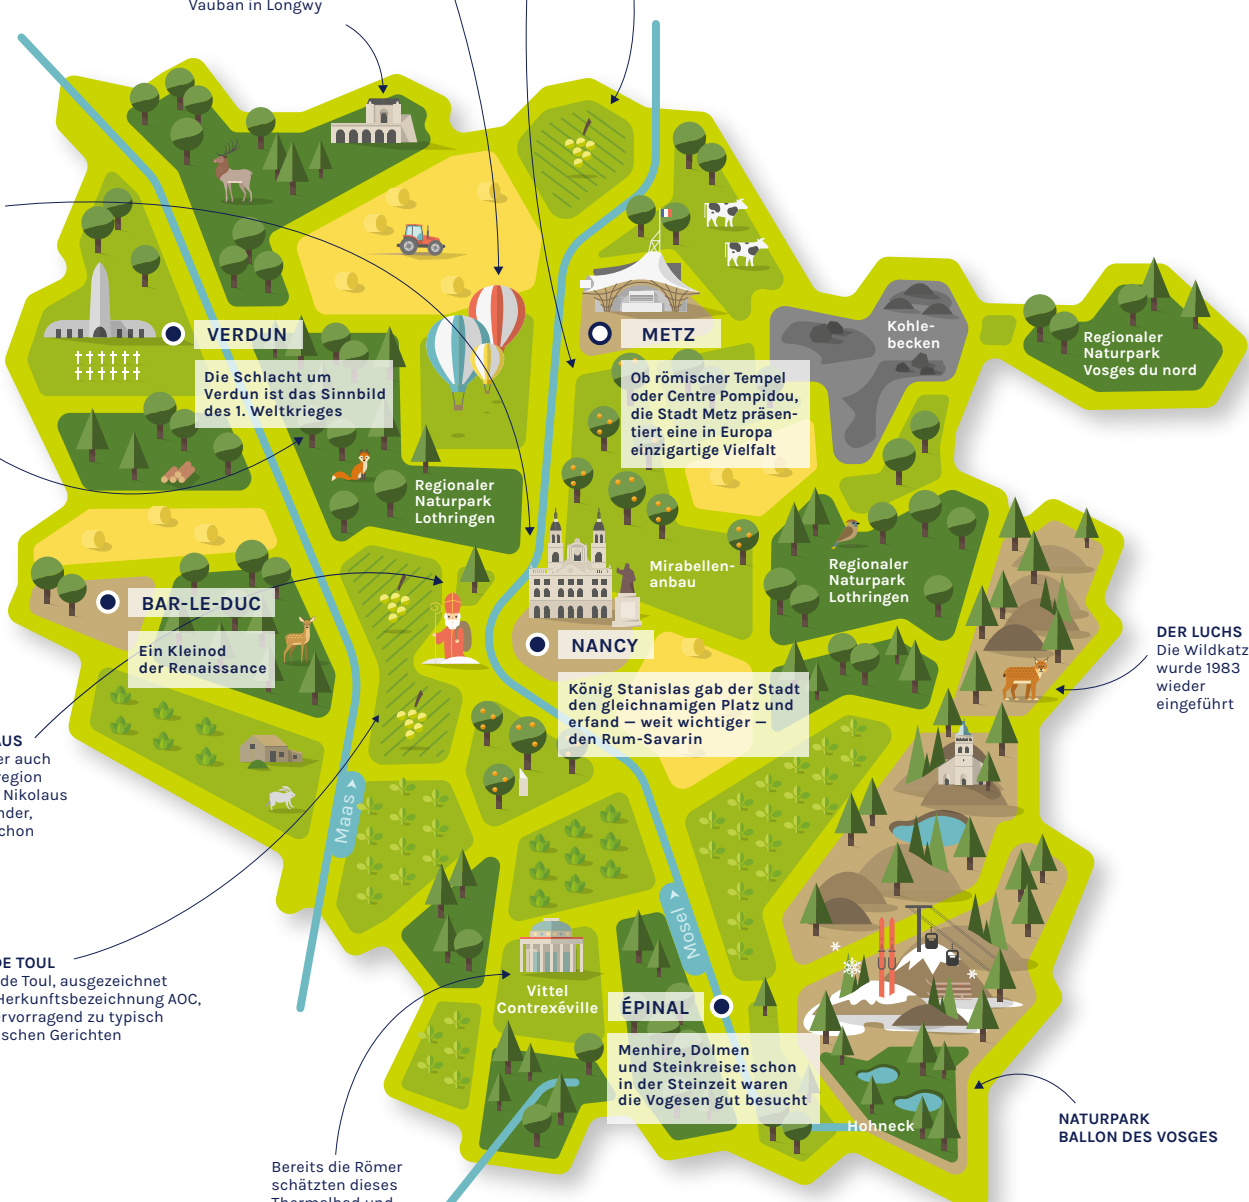 Vauban in Longwy
Kohle-
becken
Regionaler
Naturpark
Vosges du nord
VERDUN
Die Schlacht um
Verdun ist das Sinnbild
des 1. Weltkrieges
METZ
Ob römischer Tempel
oder Centre Pompidou,
die Stadt Metz präsen-
tiert eine in Europa
einzigartige Vielfalt
Regionaler
Naturpark
Lothringen
Mirabellen-
anbau
Regionaler
Naturpark
Lothringen
BAR-LE-DUC
Ein Kleinod
der Renaissance
NANCY
König Stanislas gab der Stadt
den gleichnamigen Platz und
erfand – weit wichtiger –
den Rum-Savarin
DER LUCHS
Die Wildkatz
wurde 1983
wieder
eingeführt
AUS
er auch
region
Nikolaus
nder,
chon
Maas
Mosel
DE TOUL
de Toul, ausgezeichnet
Herkunftsbezeichnung AOC,
ervorragend zu typisch
schen Gerichten
Vittel
Contrexéville
ÉPINAL
Menhire, Dolmen
und Steinkreise: schon
in der Steinzeit waren
die Vogesen gut besucht
Hohneck
NATURPARK
BALLON DES VOSGES
Bereits die Römer
schätzten dieses
Thermalbad und